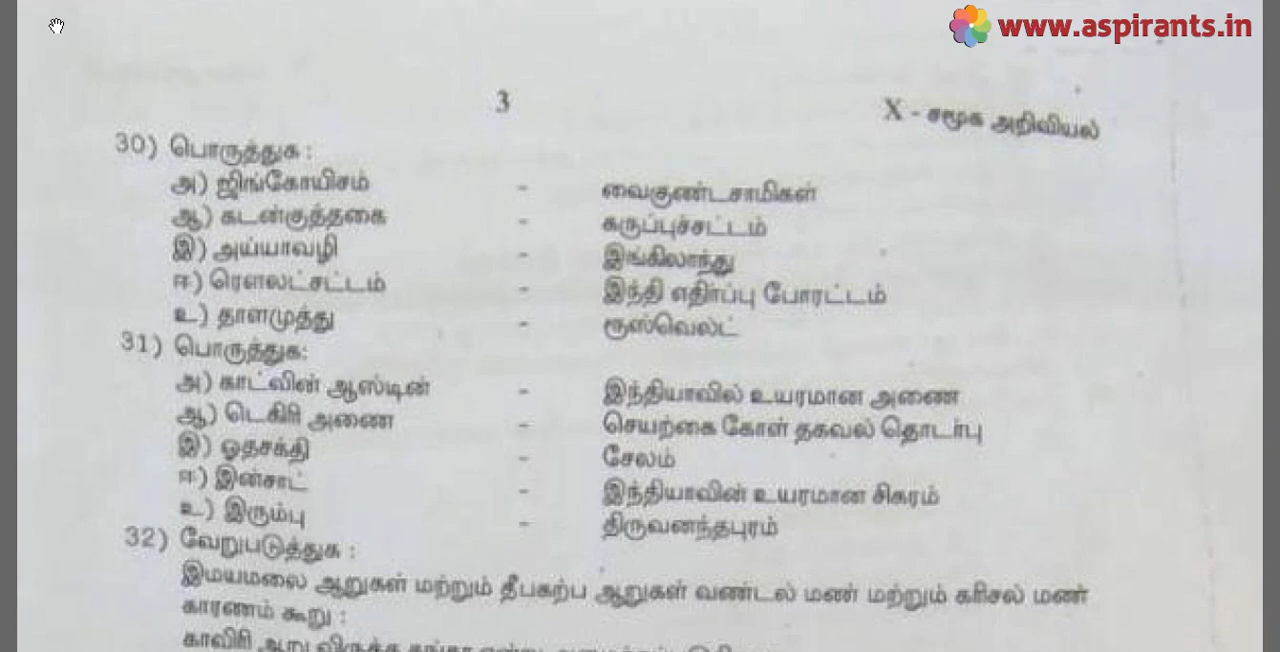 www.aspirants.in
3
X - சமூக அறிவியல்
30) பொருத்துக :
அ) ஜிங்கோயிசம் - வைகுண்டசாமிகள்
ஆ) கடன்குத்தகை - கருப்புச்சட்டம்
இ) அய்யாவழி - இங்கிலாந்து
ஈ) ரௌலட்சட்டம் - இந்தி எதிர்ப்பு போரட்டம்
உ) தாளமுத்து - ரூஸ்வெல்ட்
31) பொருத்துக:
அ) காட்வின் ஆஸ்டின் - இந்தியாவில் உயரமான அணை
ஆ) டெகிரி அணை - செயற்கை கோள் தகவல் தொடர்பு
இ) ஓதசக்தி - சேலம்
ஈ) இன்சாட் - இந்தியாவின் உயரமான சிகரம்
உ) இரும்பு - திருவனந்தபுரம்
32) வேறுபடுத்துக :
இமயமலை ஆறுகள் மற்றும் தீபகற்ப ஆறுகள் வண்டல் மண் மற்றும் கரிசல் மண்
காரணம் கூறு :
காவிரி ஆறு